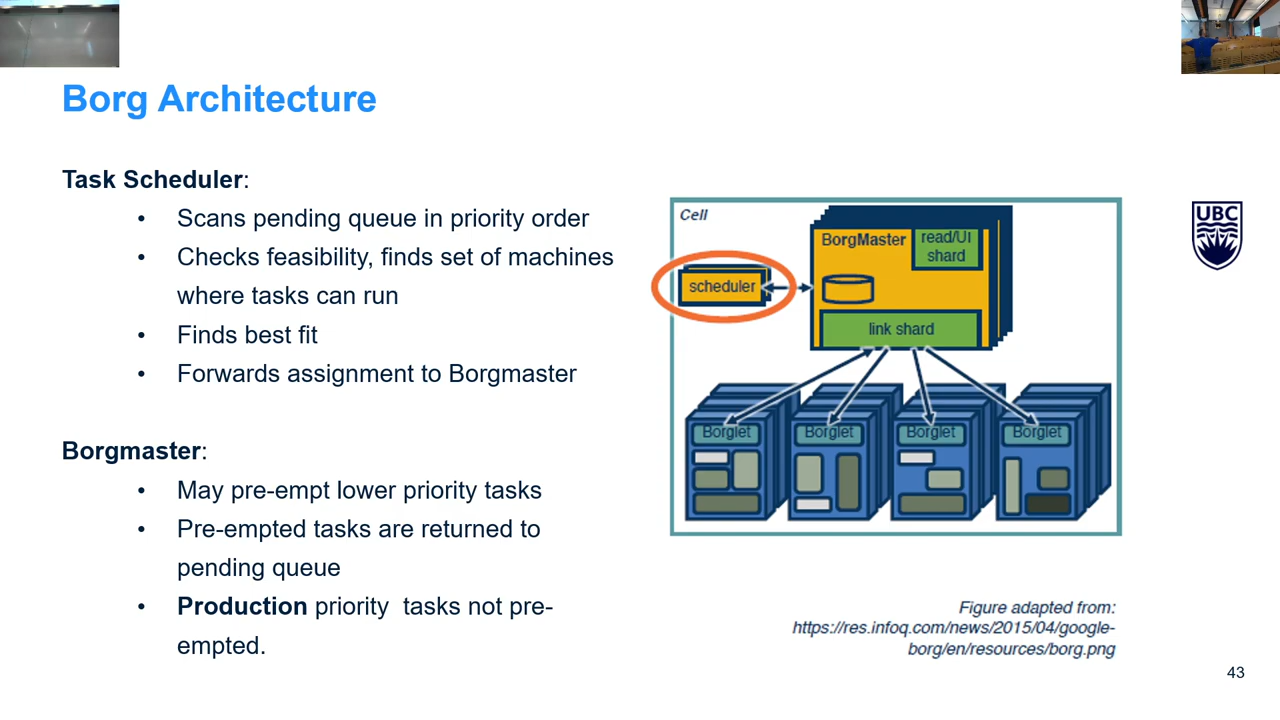 Borg Architecture
Task Scheduler:
• Scans pending queue in priority order
• Checks feasibility, finds set of machines
where tasks can run
• Finds best fit
• Forwards assignment to Borgmaster
Borgmaster:
• May pre-empt lower priority tasks
• Pre-empted tasks are returned to
pending queue
• Production priority tasks not pre-
empted.
Cell
BorgMaster
read/UI
shard
scheduler
link shard
Borglet
Borglet
Borglet
Borglet
UBC
Figure adapted from:
https://res.infoq.com/news/2015/04/google-
borg/en/resources/borg.png
43